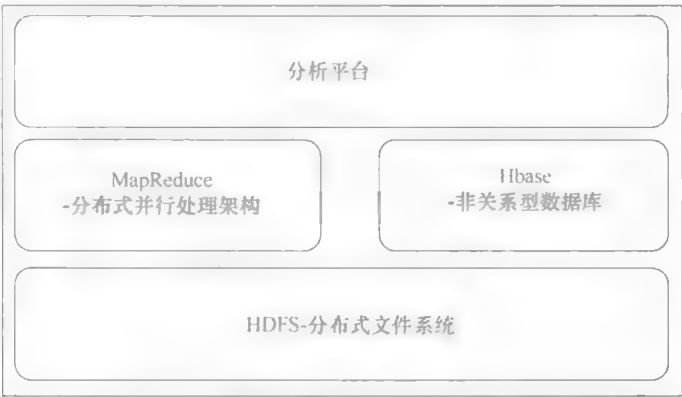 分析平台
MapReduce
-分布式并行处理架构
Hbase
-非关系型数据库
HDFS-分布式文件系统